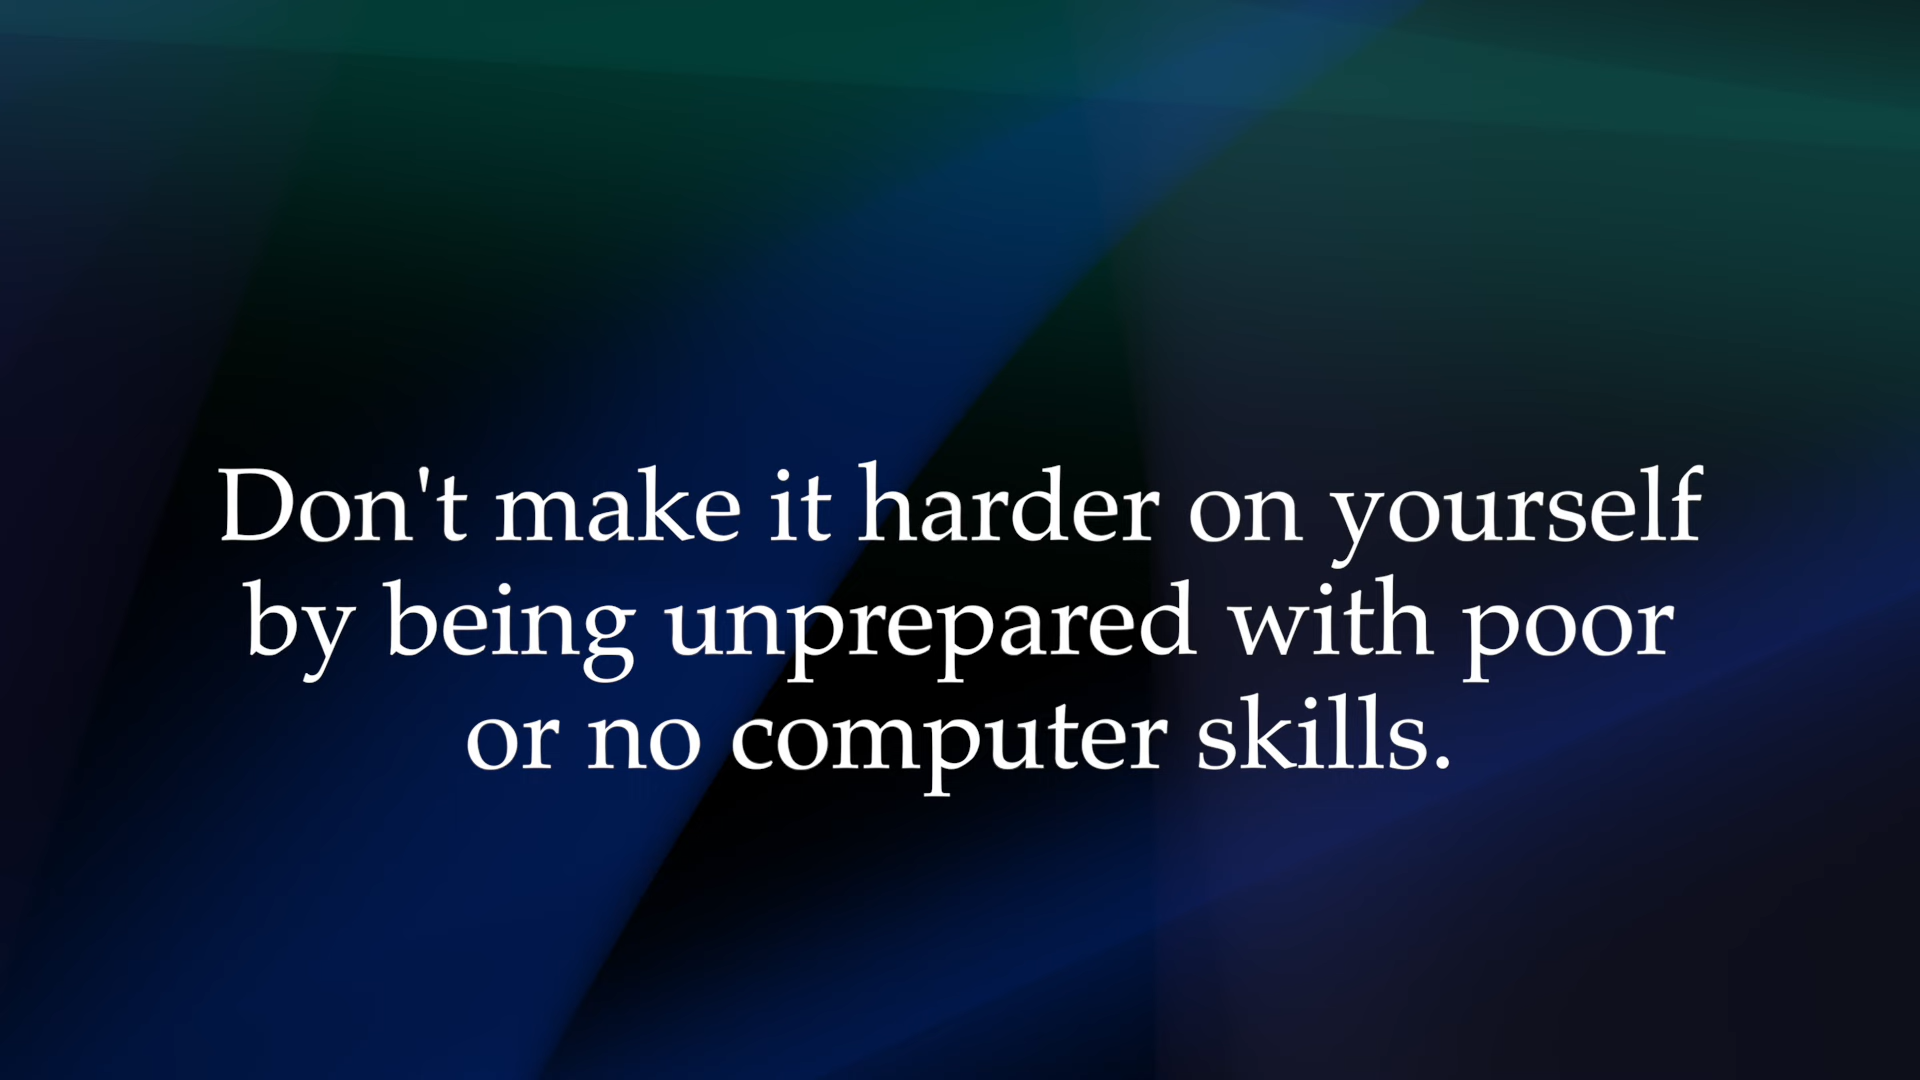 Don't make it harder on yourself
by being unprepared with poor
or no computer skills.